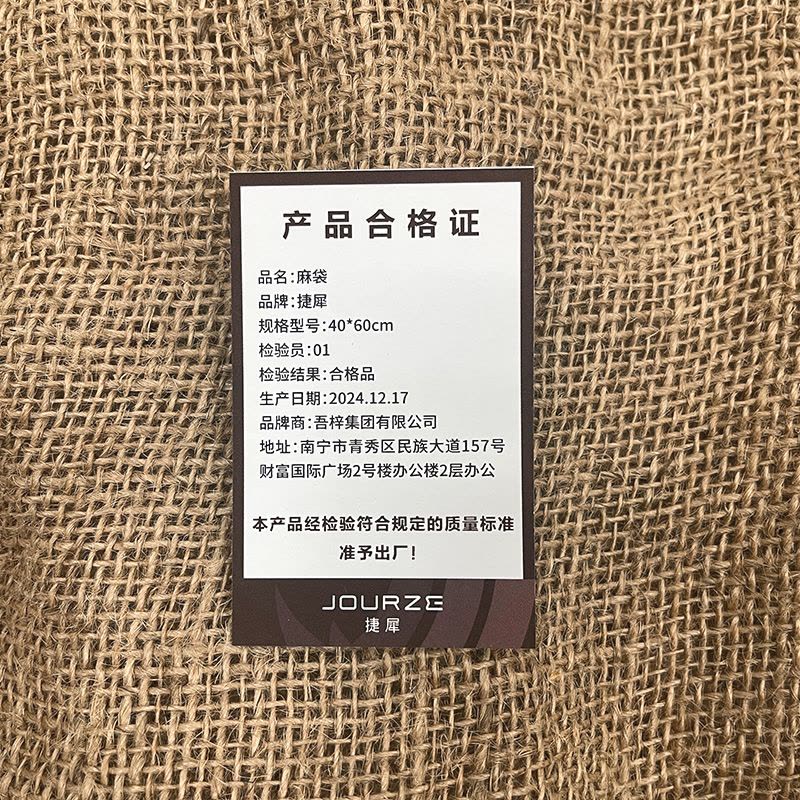 产品合格证
品名：麻袋
品牌：捷犀
规格型号：40*60cm
检验员：01
检验结果：合格品
生产日期：2024.12.17
品牌商：吾梓集团有限公司
地址：南宁市青秀区民族大道157号
财富国际广场2号楼办公楼2层办公
本产品经检验符合规定的质量标准
准予出厂！
JOURZE
捷犀